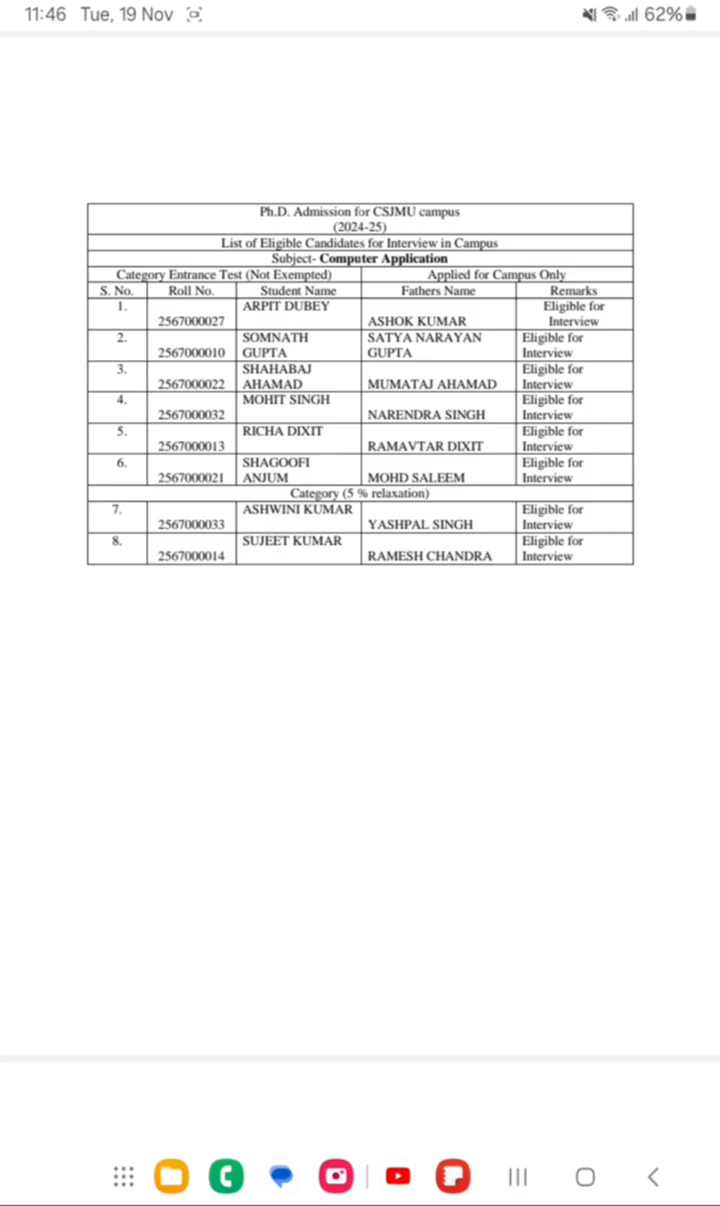 11:46 Tue, 19 Nov
62%
Ph.D. Admission for CSJMU campus
(2024-25)
List of Eligible Candidates for Interview in Campus
Subject- Computer Application
Category Entrance Test (Not Exempted) Applied for Campus Only
S. No. Roll No. Student Name Fathers Name Remarks
1. ARPIT DUBEY Eligible for
2567000027 ASHOK KUMAR Interview
2. SOMNATH SATYA NARAYAN Eligible for
2567000010 GUPTA GUPTA Interview
3. SHAHABAJ Eligible for
2567000022 AHAMAD MUMATAJ AHAMAD Interview
4. MOHIT SINGH Eligible for
2567000032 NARENDRA SINGH Interview
5. RICHA DIXIT Eligible for
2567000013 RAMAVTAR DIXIT Interview
6. SHAGOOFI Eligible for
2567000021 ANJUM MOHD SALEEM Interview
Category (5 % relaxation)
7. ASHWINI KUMAR Eligible for
2567000033 YASHPAL SINGH Interview
8. SUJEET KUMAR Eligible for
2567000014 RAMESH CHANDRA Interview